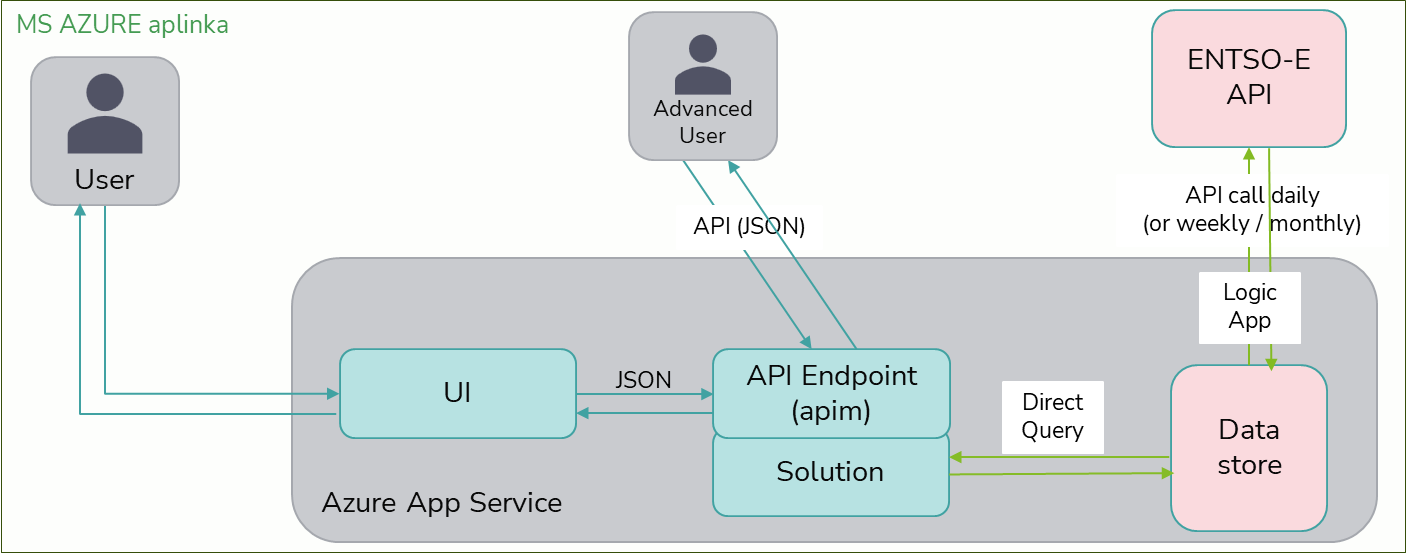 MS AZURE aplinka
User
Advanced
User
ENTSO-E
API
API (JSON)
API call daily
(or weekly / monthly)
Logic
App
UI
JSON
API Endpoint
(apim)
Solution
Direct
Query
Data
store
Azure App Service